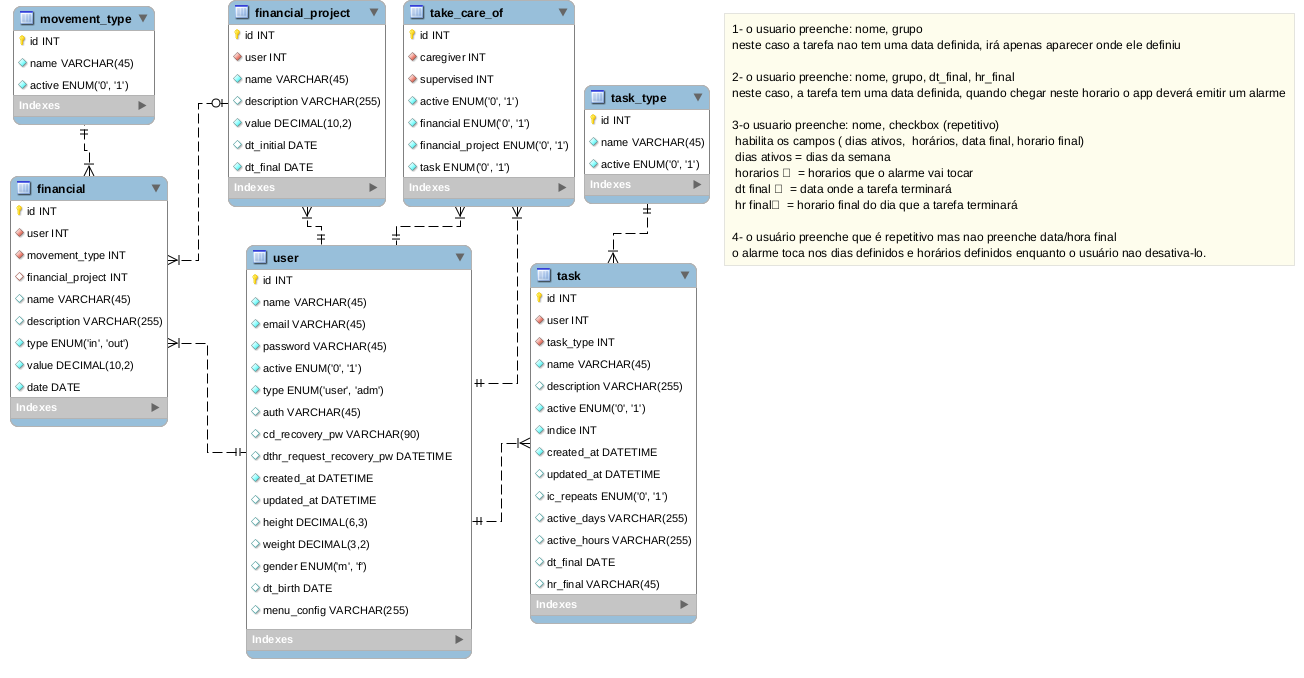 movement_type
id INT
name VARCHAR(45)
active ENUM('0', '1')
Indexes
financial_project
id INT
user INT
name VARCHAR(45)
description VARCHAR(255)
value DECIMAL(10,2)
dt_initial DATE
dt_final DATE
Indexes
take_care_of
id INT
caregiver INT
supervised INT
active ENUM('0', '1')
financial ENUM('0', '1')
financial_project ENUM('0', '1')
task ENUM('0', '1')
Indexes
task_type
id INT
name VARCHAR(45)
active ENUM('0', '1')
Indexes
financial
id INT
user INT
movement_type INT
financial_project INT
name VARCHAR(45)
description VARCHAR(255)
type ENUM('in', 'out')
value DECIMAL(10,2)
date DATE
Indexes
user
id INT
name VARCHAR(45)
email VARCHAR(45)
password VARCHAR(45)
active ENUM('0', '1')
type ENUM('user', 'adm')
auth VARCHAR(45)
cd_recovery_pw VARCHAR(90)
dthr_request_recovery_pw DATETIME
created_at DATETIME
updated_at DATETIME
height DECIMAL(6,3)
weight DECIMAL(3,2)
gender ENUM('m', 'f')
dt_birth DATE
menu_config VARCHAR(255)
Indexes
task
id INT
user INT
task_type INT
name VARCHAR(45)
description VARCHAR(255)
active ENUM('0', '1')
indice INT
created_at DATETIME
updated_at DATETIME
ic_repeats ENUM('0', '1')
active_days VARCHAR(255)
active_hours VARCHAR(255)
dt_final DATE
hr_final VARCHAR(45)
Indexes
1- o usuario preenche: nome, grupo
neste caso a tarefa nao tem uma data definida, irá apenas aparecer onde ele definiu
2- o usuario preenche: nome, grupo, dt_final, hr_final
neste caso, a tarefa tem uma data definida, quando chegar neste horario o app deverá emitir um alarme
3-o usuario preenche: nome, checkbox (repetitivo)
habilita os campos ( dias ativos,  horários, data final, horario final)
dias ativos = dias da semana
horarios □  = horarios que o alarme vai tocar
dt final □  = data onde a tarefa terminará
hr final□  = horario final do dia que a tarefa terminará
4- o usuário preenche que é repetitivo mas nao preenche data/hora final
o alarme toca nos dias definidos e horários definidos enquanto o usuário nao desativa-lo.